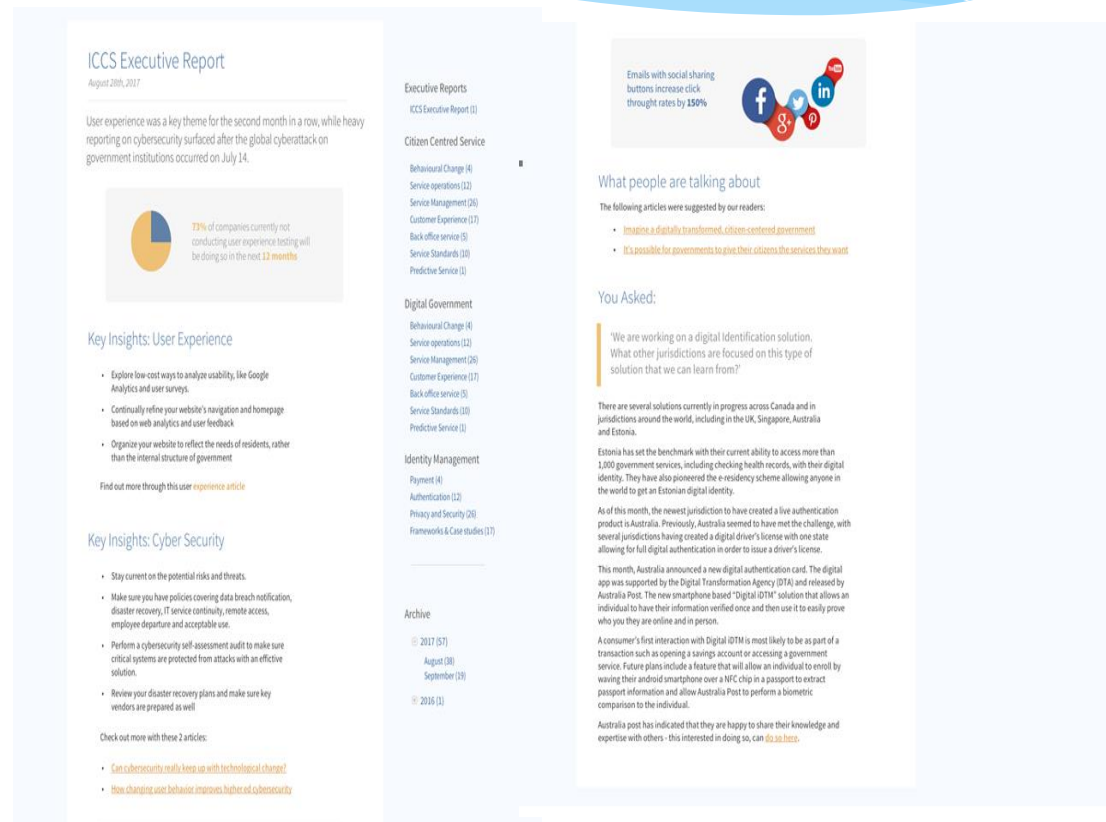 ICCS Executive Report
August 28th, 2017
User experience was a key theme for the second month in a row, while heavy
reporting on cybersecurity surfaced after the global cyberattack on
government institutions occurred on July 14.
73% of companies currently not
conducting user experience testing will
be doing so in the next 12 months
Key Insights: User Experience
• Explore low-cost ways to analyze usability, like Google
Analytics and user surveys.
• Continually refine your website's navigation and homepage
based on web analytics and user feedback
• Organize your website to reflect the needs of residents, rather
than the internal structure of government
Find out more through this user experience article
Key Insights: Cyber Security
• Stay current on the potential risks and threats.
• Make sure you have policies covering data breach notification,
disaster recovery, IT service continuity, remote access,
employee departure and acceptable use.
• Perform a cybersecurity self-assessment audit to make sure
critical systems are protected from attacks with an effictive
solution.
• Review your disaster recovery plans and make sure key
vendors are prepared as well
Check out more with these 2 articles:
• Can cybersecurity really keep up with technological change?
• How changing user behavior improves higher ed cybersecurity
Executive Reports
ICCS Executive Report (1)
Citizen Centred Service
Behavioural Change (4)
Service operations (12)
Service Management (26)
Customer Experience (17)
Back office service (5)
Service Standards (10)
Predictive Service (1)
Digital Government
Behavioural Change (4)
Service operations (12)
Service Management (26)
Customer Experience (17)
Back office service (5)
Service Standards (10)
Predictive Service (1)
Identity Management
Payment (4)
Authentication (12)
Privacy and Security (26)
Frameworks & Case studies (17)
Archive
2017 (57)
August (38)
September (19)
2016 (1)
Emails with social sharing
buttons increase click
throught rates by 150%
f
g+
in
You Tube
What people are talking about
The following articles were suggested by our readers:
• Imagine a digitally transformed, citizen-centered government
• It's possible for governments to give their citizens the services they want
You Asked:
'We are working on a digital Identification solution.
What other jurisdictions are focused on this type of
solution that we can learn from?'
There are several solutions currently in progress across Canada and in
jurisdictions around the world, including in the UK, Singapore, Australia
and Estonia.
Estonia has set the benchmark with their current ability to access more than
1,000 government services, including checking health records, with their digital
identity. They have also pioneered the e-residency scheme allowing anyone in
the world to get an Estonian digital identity.
As of this month, the newest jurisdiction to have created a live authentication
product is Australia. Previously, Australia seemed to have met the challenge, with
several jurisdictions having created a digital driver's license with one state
allowing for full digital authentication in order to issue a driver's license.
This month, Australia announced a new digital authentication card. The digital
app was supported by the Digital Transformation Agency (DTA) and released by
Australia Post. The new smartphone based "Digital iDTM" solution that allows an
individual to have their information verified once and then use it to easily prove
who you they are online and in person.
A consumer's first interaction with Digital iDTM is most likely to be as part of a
transaction such as opening a savings account or accessing a government
service. Future plans include a feature that will allow an individual to enroll by
waving their android smartphone over a NFC chip in a passport to extract
passport information and allow Australia Post to perform a biometric
comparison to the individual.
Australia post has indicated that they are happy to share their knowledge and
expertise with others - this interested in doing so, can do so here.